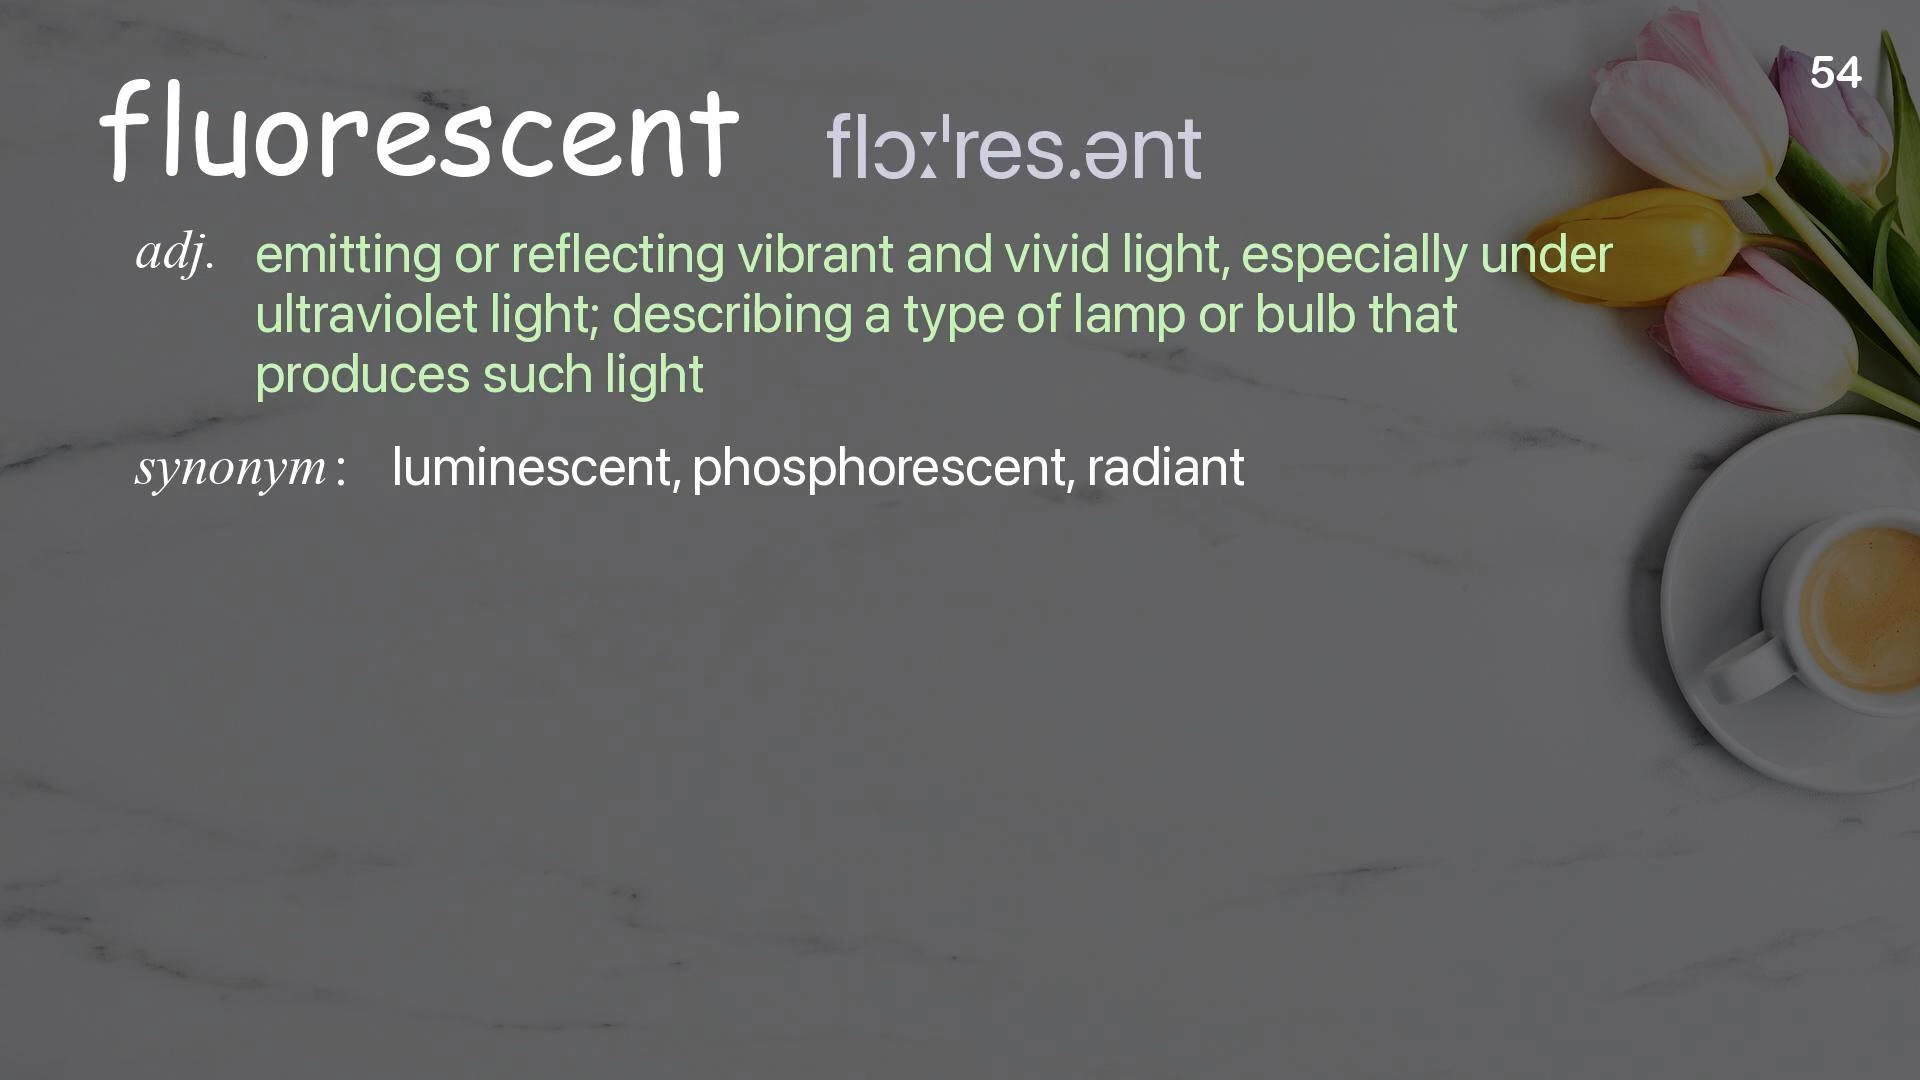 54
fluorescent flɔːˈres.ənt
adj. emitting or reflecting vibrant and vivid light, especially under
ultraviolet light; describing a type of lamp or bulb that
produces such light
synonym: luminescent, phosphorescent, radiant